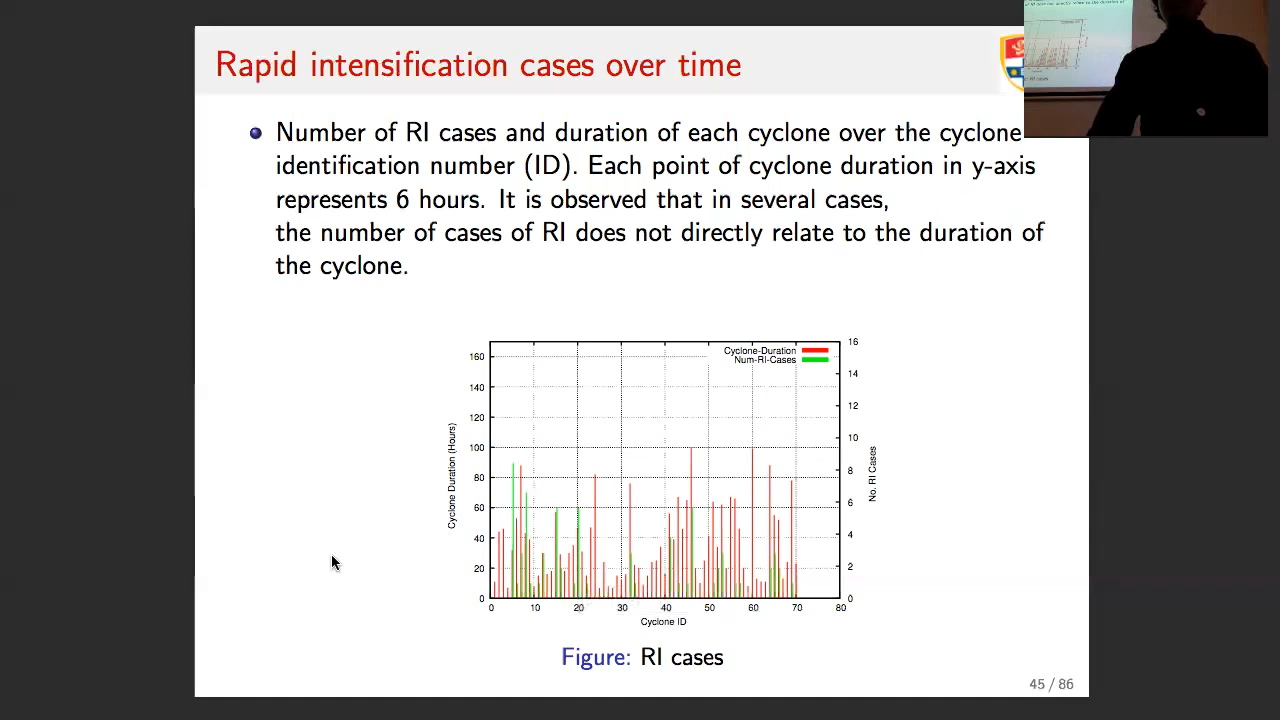 Rapid intensification cases over time
Number of RI cases and duration of each cyclone over the cyclone
identification number (ID). Each point of cyclone duration in y-axis
represents 6 hours. It is observed that in several cases,
the number of cases of RI does not directly relate to the duration of
the cyclone.
Cyclone-Duration
Num-RI-Cases
Cyclone Duration (Hours)
160
140
120
100
80
60
40
20
0
16
14
12
10
8
6
4
2
0
No. RI Cases
0 10 20 30 40 50 60 70 80
Cyclone ID
Figure: RI cases
45 / 86